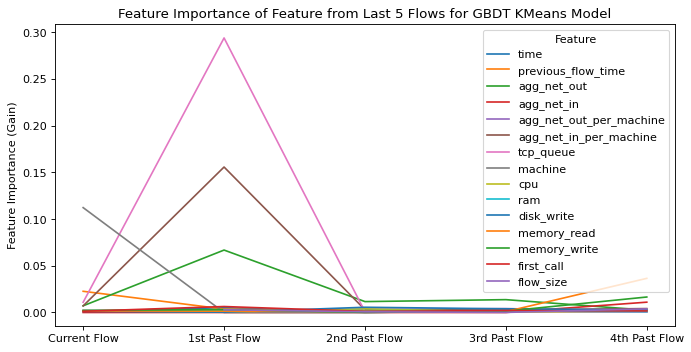 Feature Importance of Feature from Last 5 Flows for GBDT KMeans Model
Feature Importance (Gain)
0.30
0.25
0.20
0.15
0.10
0.05
0.00
Current Flow
1st Past Flow
2nd Past Flow
3rd Past Flow
4th Past Flow
Feature
time
previous_flow_time
agg_net_out
agg_net_in
agg_net_out_per_machine
agg_net_in_per_machine
tcp_queue
machine
cpu
ram
disk_write
memory_read
memory_write
first_call
flow_size